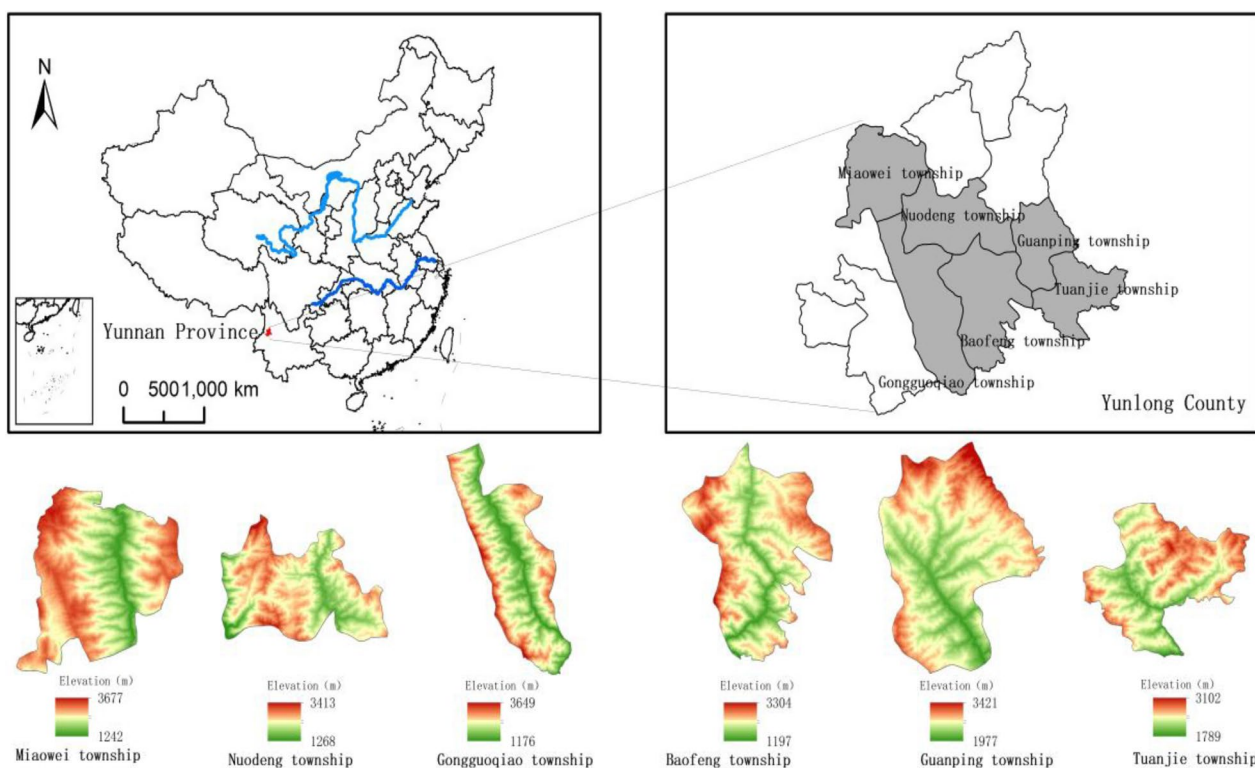 N
Yunnan Province
0 500 1,000 km
Miaowei township
Nuodeng township
Guanping township
Tuanjie township
Baofeng township
Gongguoqiao township
Yunlong County
Elevation (m)
3677
1242
Miaowei township
Elevation (m)
3413
1268
Nuodeng township
Elevation (m)
3649
1176
Gongguoqiao township
Elevation (m)
3304
1197
Baofeng township
Elevation (m)
3421
1977
Guanping township
Elevation (m)
3102
1789
Tuanjie township